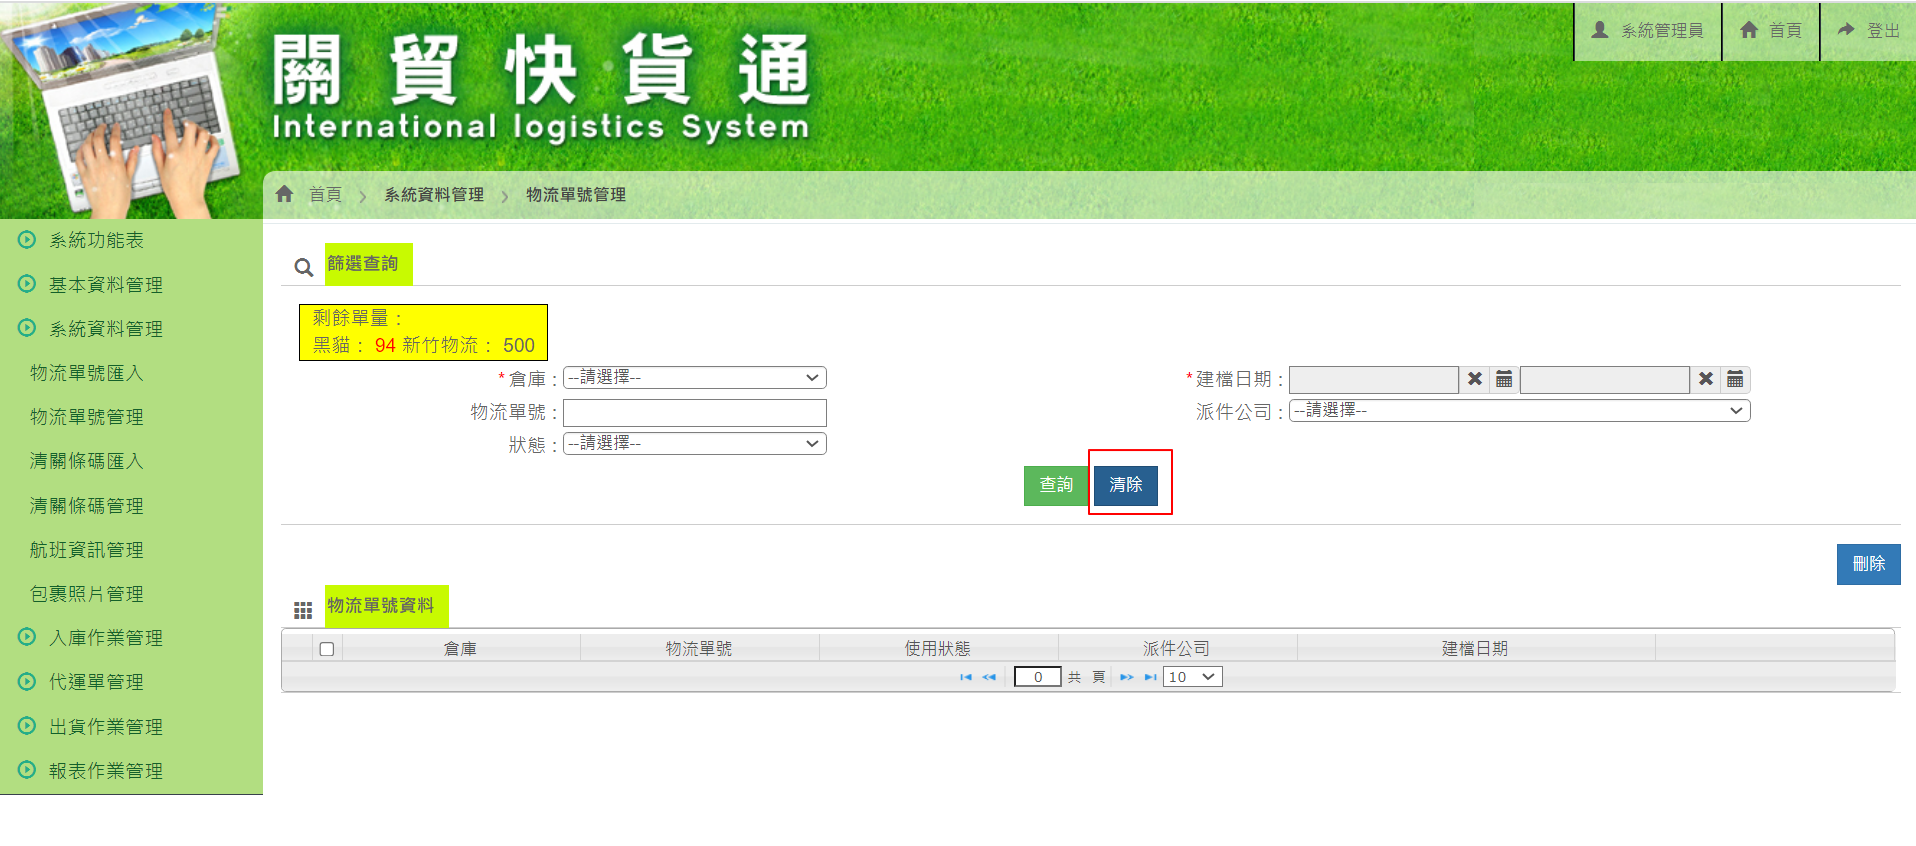 關貿快貨通
International logistics System
系統管理員
首頁
登出
首頁 系統資料管理 物流單號管理
系統功能表
基本資料管理
系統資料管理
物流單號匯入
物流單號管理
清關條碼匯入
清關條碼管理
航班資訊管理
包裹照片管理
入庫作業管理
代運單管理
出貨作業管理
報表作業管理
篩選查詢
剩餘單量：
黑貓： 94 新竹物流： 500
*倉庫： --請選擇--
*建檔日期：
物流單號：
派件公司： --請選擇--
狀態： --請選擇--
查詢 清除
刪除
物流單號資料
倉庫 物流單號 使用狀態 派件公司 建檔日期
0 共 頁 10